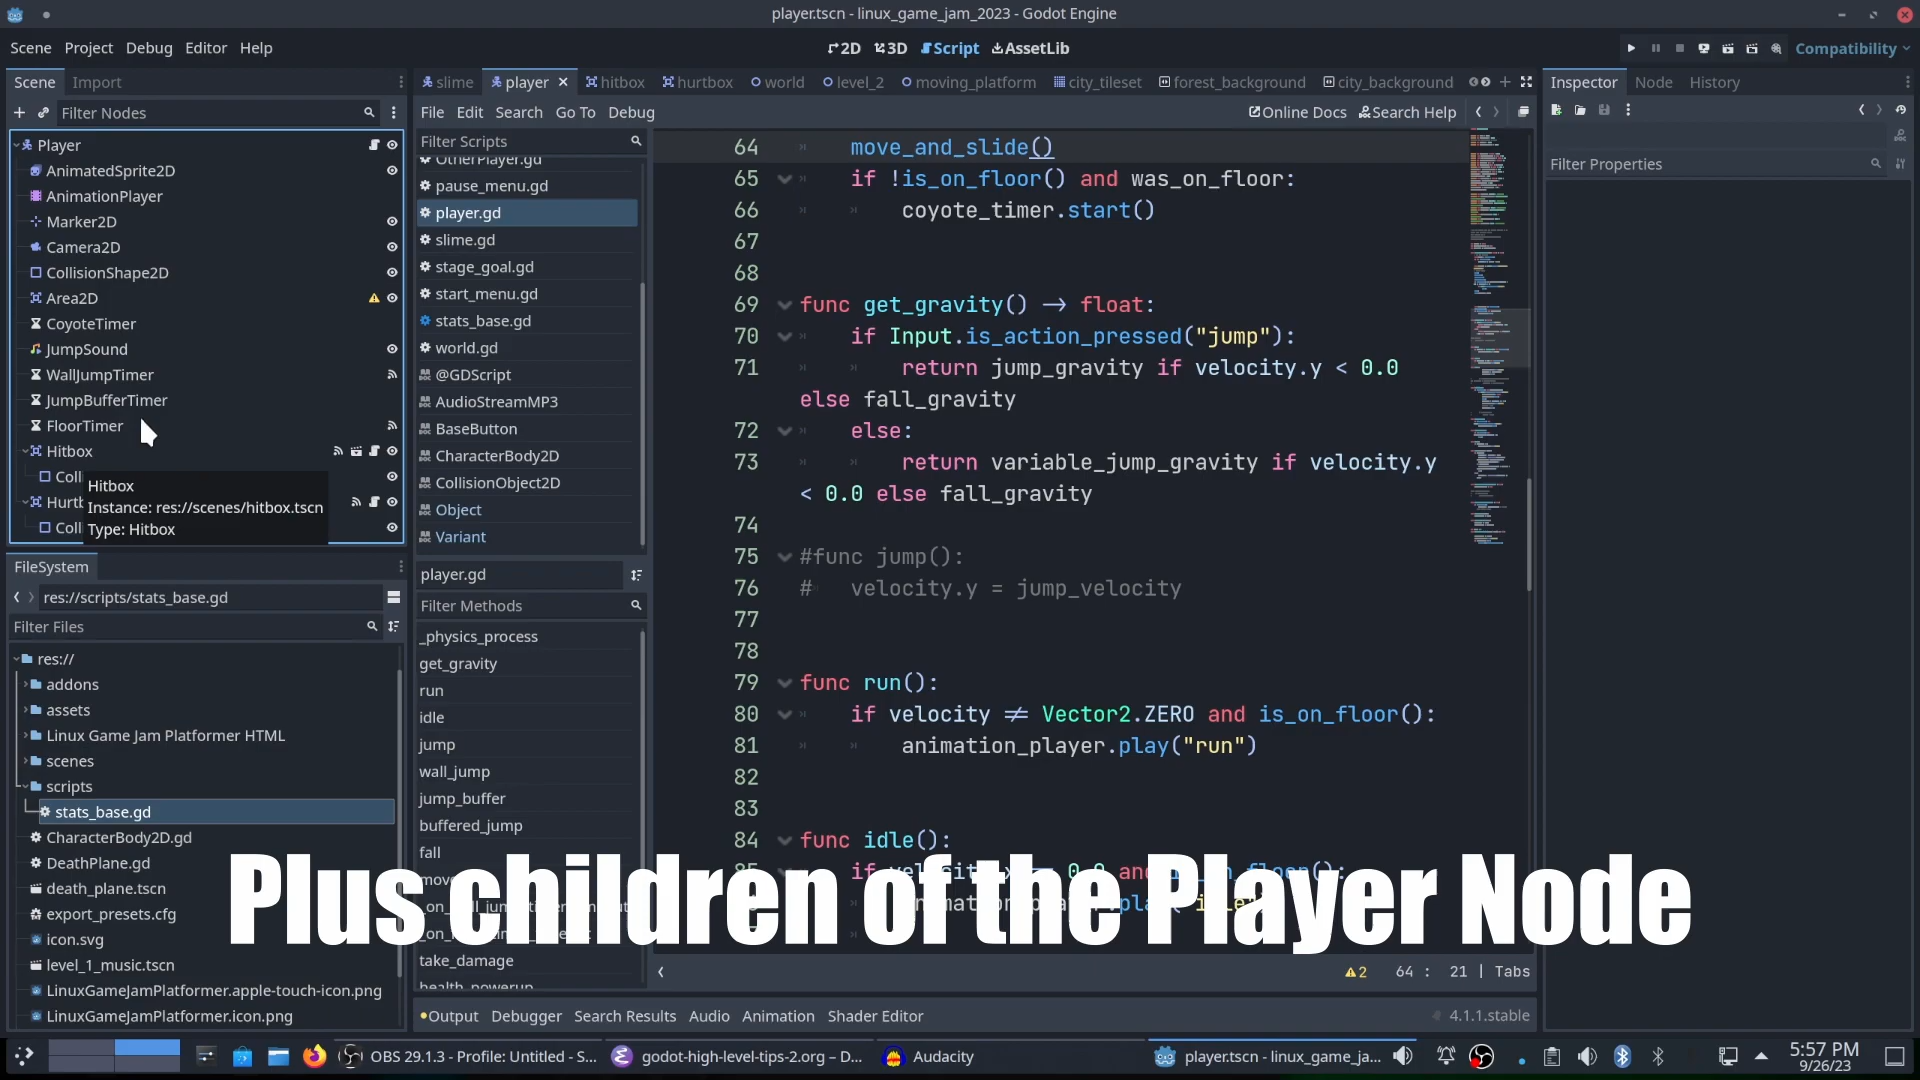 player.tscn - linux_game_jam_2023 - Godot Engine
Scene Project Debug Editor Help
2D 3D Script AssetLib
Compatibility
Scene Import
slime player hitbox hurtbox world level_2 moving_platform city_tileset forest_background city_background
Inspector Node History
Filter Nodes
File Edit Search Go To Debug
Online Docs Search Help
Filter Properties
Player
AnimatedSprite2D
AnimationPlayer
Marker2D
Camera2D
CollisionShape2D
Area2D
CoyoteTimer
JumpSound
WallJumpTimer
JumpBufferTimer
FloorTimer
Hitbox
Coll
Hurtb
Coll
Hitbox
Instance: res://scenes/hitbox.tscn
Type: Hitbox
FileSystem
res://scripts/stats_base.gd
Filter Files
res://
addons
assets
Linux Game Jam Platformer HTML
scenes
scripts
stats_base.gd
CharacterBody2D.gd
DeathPlane.gd
death_plane.tscn
export_presets.cfg
icon.svg
level_1_music.tscn
LinuxGameJamPlatformer.apple-touch-icon.png
LinuxGameJamPlatformer.icon.png
Filter Scripts
OtherPlayer.gd
pause_menu.gd
player.gd
slime.gd
stage_goal.gd
start_menu.gd
stats_base.gd
world.gd
@GDScript
AudioStreamMP3
BaseButton
CharacterBody2D
CollisionObject2D
Object
Variant
player.gd
Filter Methods
_physics_process
get_gravity
run
idle
jump
wall_jump
jump_buffer
buffered_jump
fall
take_damage
health_powerup
64 move_and_slide()
65 if !is_on_floor() and was_on_floor:
66 coyote_timer.start()
67
68
69 func get_gravity() -> float:
70 if Input.is_action_pressed("jump"):
71 return jump_gravity if velocity.y < 0.0
else fall_gravity
72 else:
73 return variable_jump_gravity if velocity.y
< 0.0 else fall_gravity
74
75 #func jump():
76 # velocity.y = jump_velocity
77
78
79 func run():
80 if velocity != Vector2.ZERO and is_on_floor():
81 animation_player.play("run")
82
83
84 func idle():
Plus children of the Player Node
2 64 : 21 | Tabs
Output Debugger Search Results Audio Animation Shader Editor
4.1.1.stable
OBS 29.1.3 - Profile: Untitled - S...
godot-high-level-tips-2.org – D...
Audacity
player.tscn - linux_game_ja...
5:57 PM
9/26/23